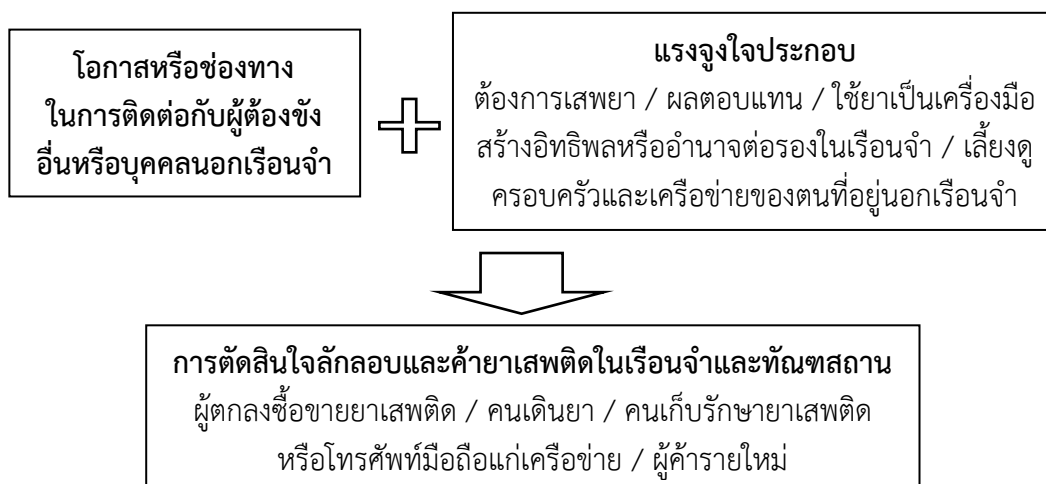 โอกาสหรือช่องทาง
ในการติดต่อกับผู้ต้องขัง
อื่นหรือบุคคลนอกเรือนจำ
แรงจูงใจประกอบ
ต้องการเสพยา / ผลตอบแทน / ใช้ยาเป็นเครื่องมือ
สร้างอิทธิพลหรืออำนาจต่อรองในเรือนจำ / เลี้ยงดู
ครอบครัวและเครือข่ายของตนที่อยู่นอกเรือนจำ
การตัดสินใจลักลอบและค้ายาเสพติดในเรือนจำและทัณฑสถาน
ผู้ตกลงซื้อขายยาเสพติด / คนเดินยา / คนเก็บรักษายาเสพติด
หรือโทรศัพท์มือถือแก่เครือข่าย / ผู้ค้ารายใหม่